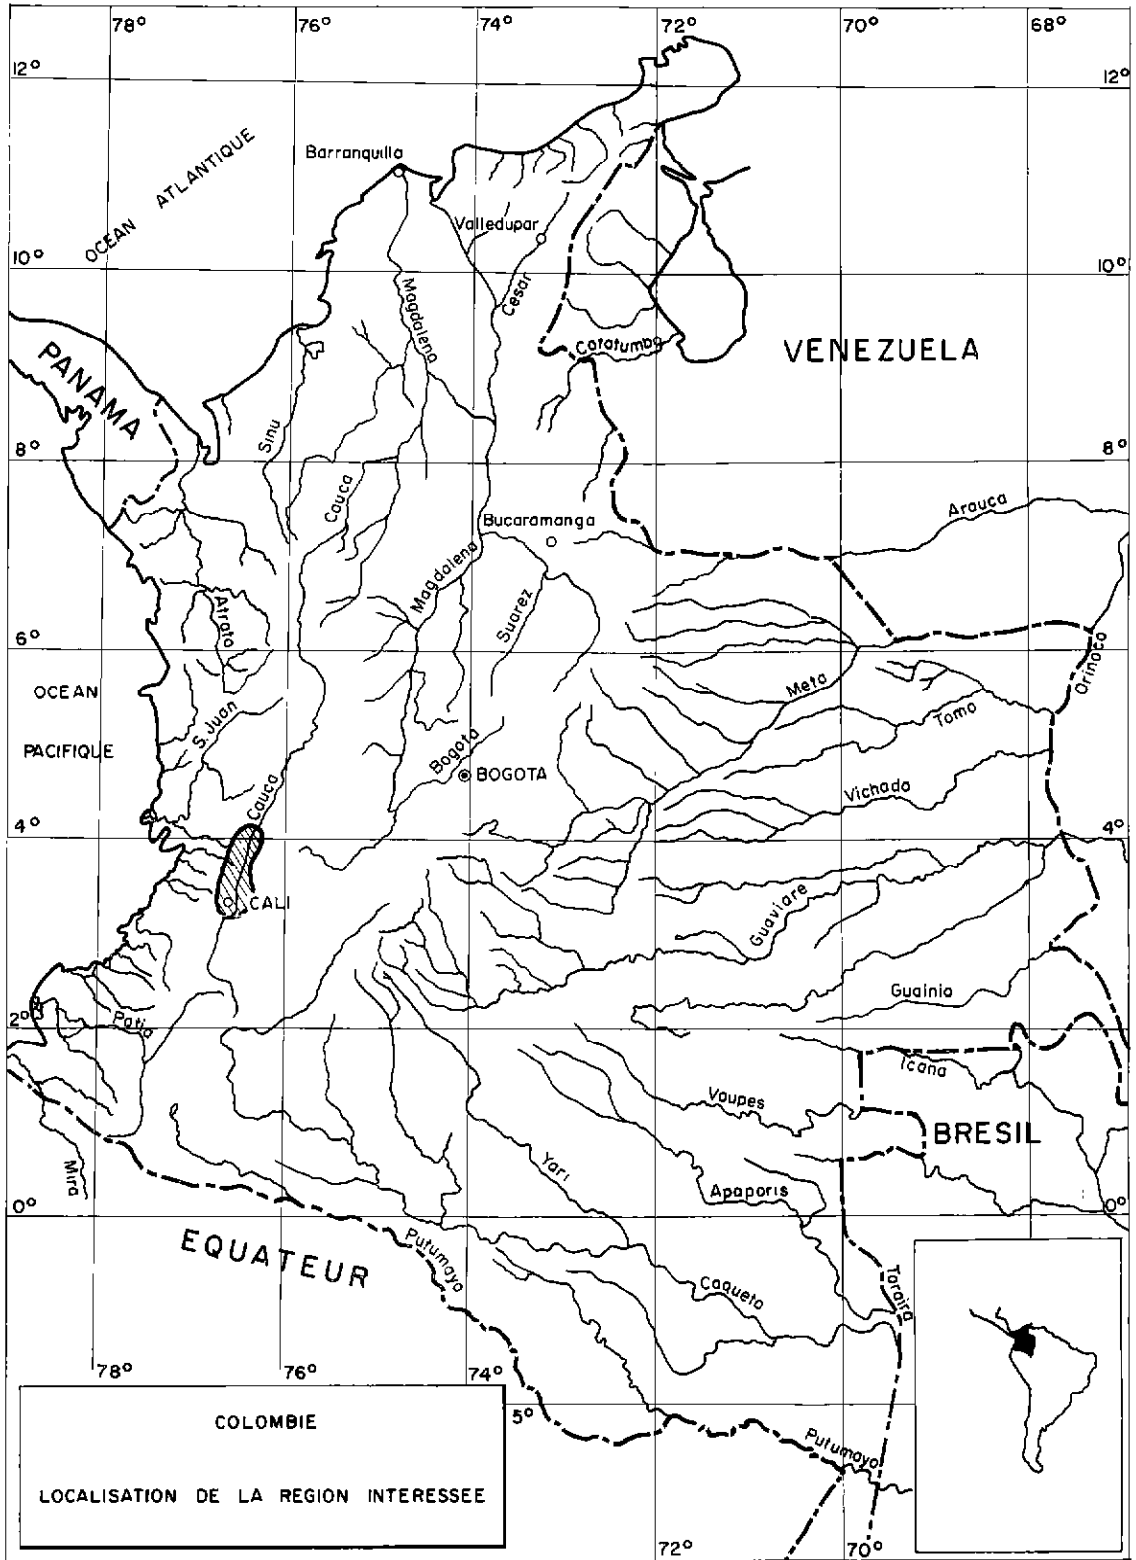 78° 76° 74° 72° 70° 68°
12° 12°
Barranquilla
OCEAN ATLANTIQUE
Valledupar
10° 10°
Magdalena
Cesar
Catatumbo
VENEZUELA
PANAMA
Sinu
8° 8°
Cauca
Bucaramanga
Arauca
Magdalena
Suarez
Atrato
6° 6°
Orinoco
OCEAN
PACIFIQUE
Meta
S. Juan
Tomo
Bogota
BOGOTA
Vichada
Cauca
4° 4°
CALI
Guaviare
Guainia
Patia
2° 2°
Icana
Voupes
BRESIL
Mira
Yari
Apaporis
0° 0°
EQUATEUR
Putumayo
Caqueta
Taraira
78° 76° 74°
5°
Putumayo
72° 70°
COLOMBIE
LOCALISATION DE LA REGION INTERESSEE